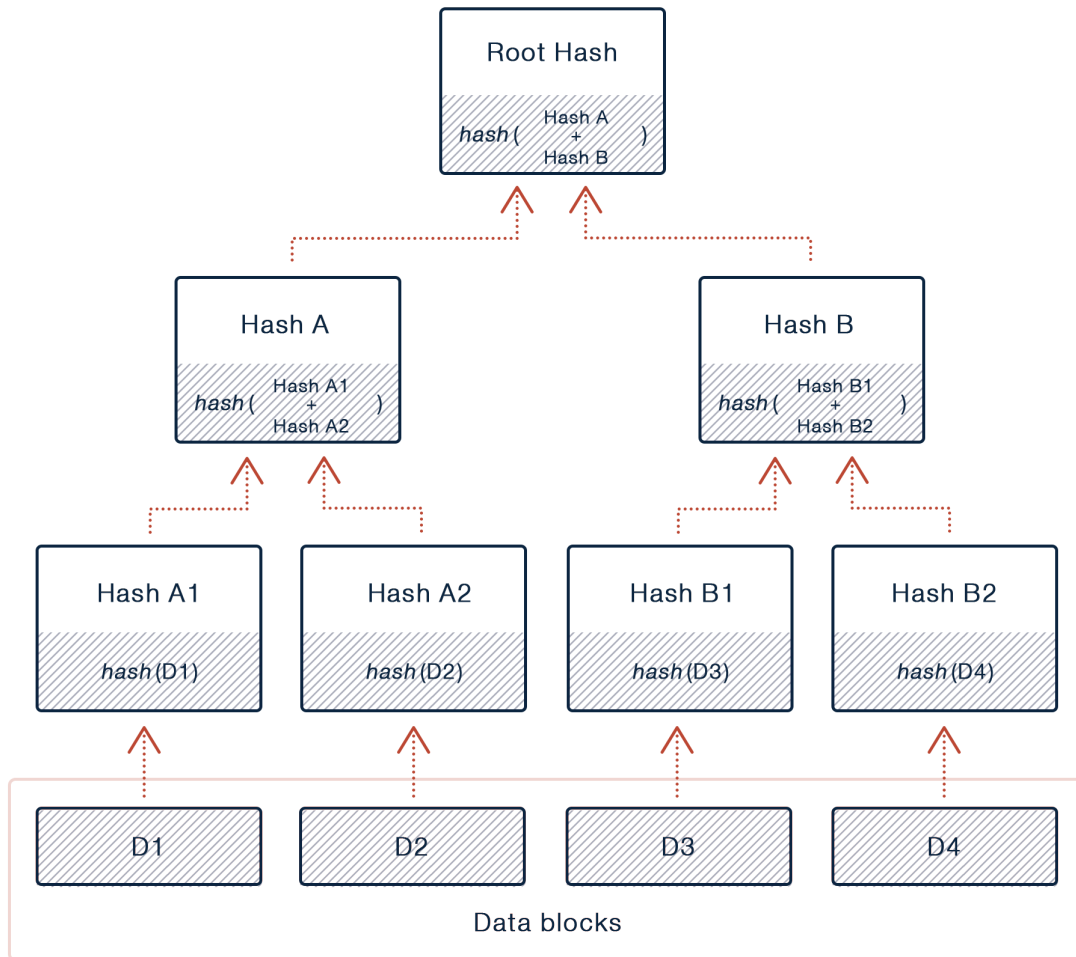 Root Hash
Hash A
hash( + )
Hash B
Hash A
Hash B
Hash A1
hash( + )
Hash A2
Hash B1
hash( + )
Hash B2
Hash A1
Hash A2
Hash B1
Hash B2
hash(D1)
hash(D2)
hash(D3)
hash(D4)
D1
D2
D3
D4
Data blocks